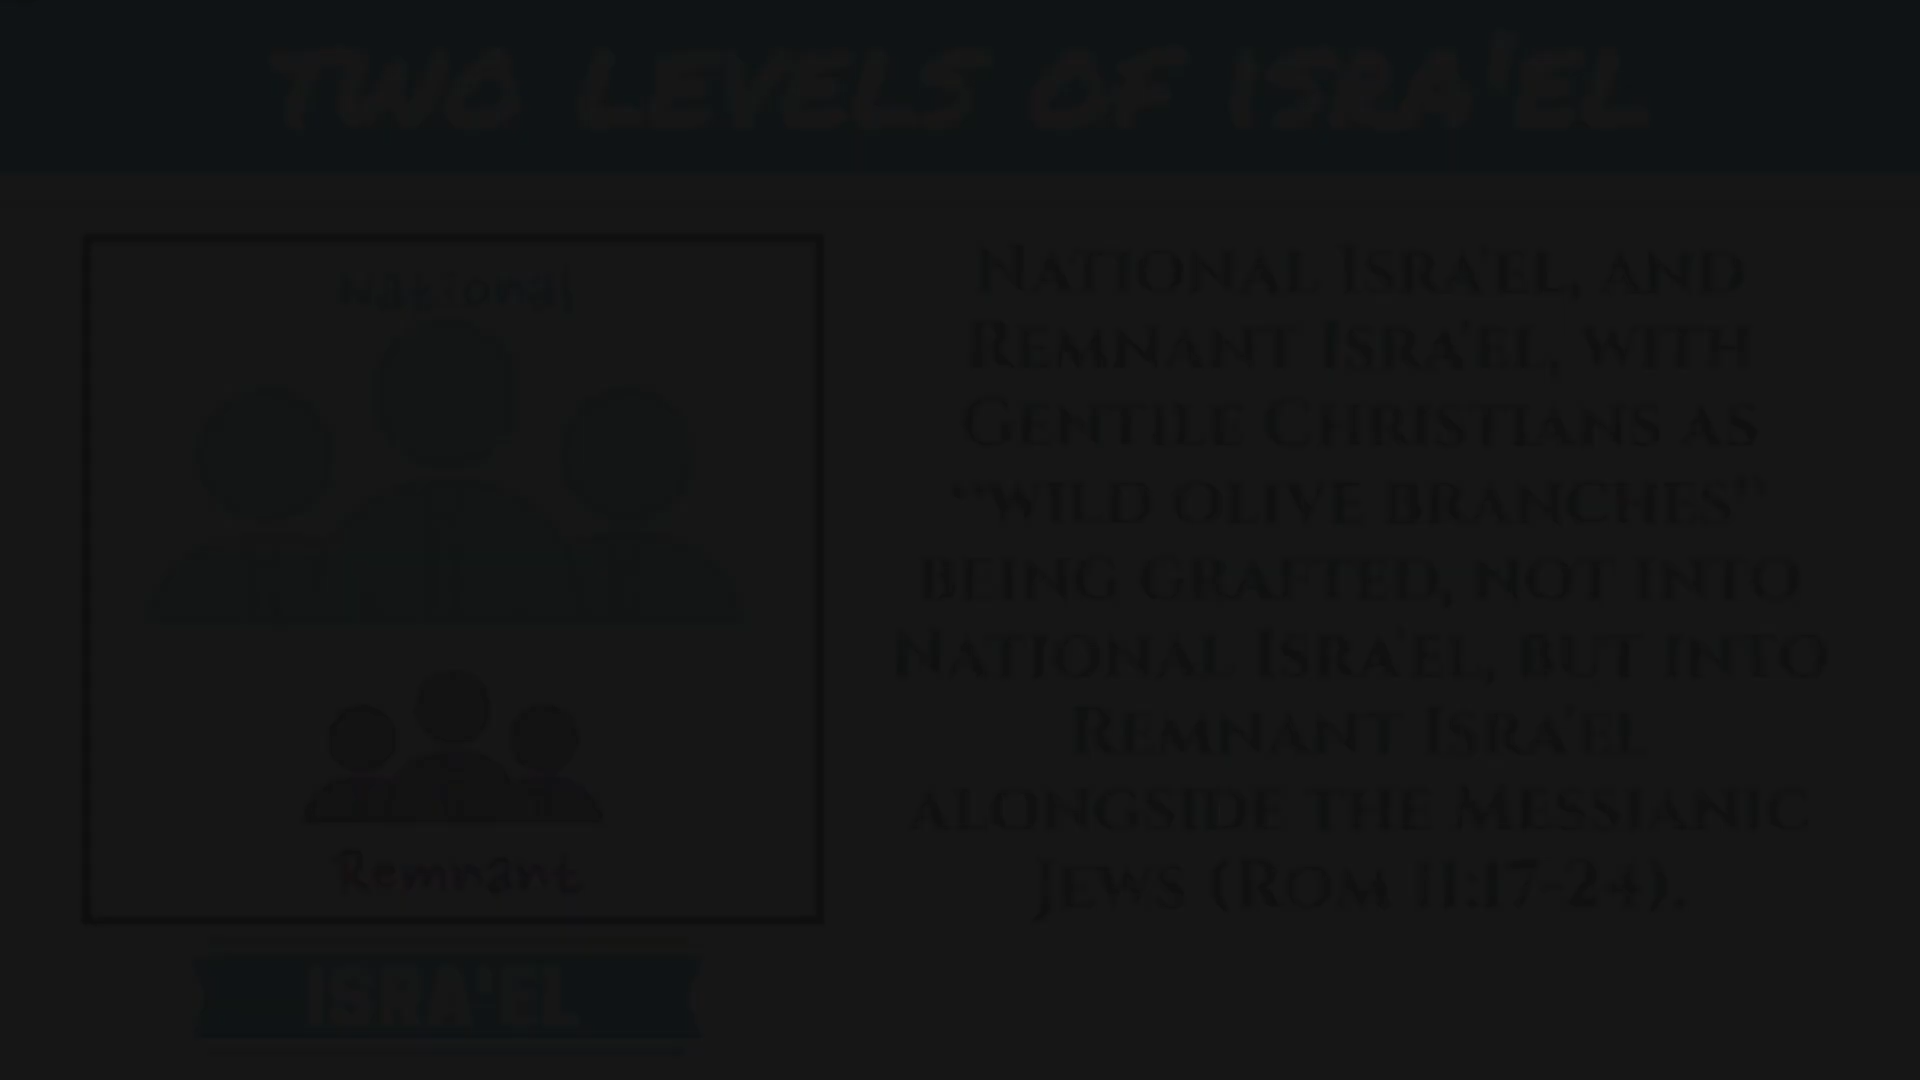 TWO LEVELS OF ISRA'EL
National
Remnant
ISRA'EL
NATIONAL ISRA'EL, AND
REMNANT ISRA'EL, WITH
GENTILE CHRISTIANS AS
“WILD OLIVE BRANCHES”
BEING GRAFTED, NOT INTO
NATIONAL ISRA'EL, BUT INTO
REMNANT ISRA'EL
ALONGSIDE THE MESSIANIC
JEWS (ROM 11:17-24).